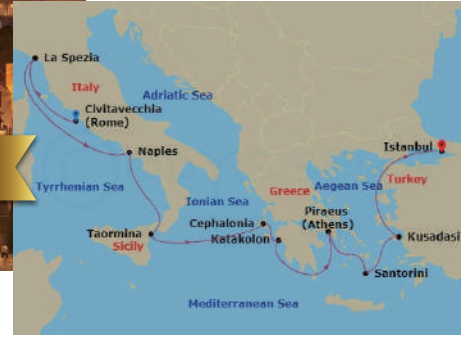 La Spezia
Italy
Adriatic Sea
Civitavecchia
(Rome)
Naples
Istanbul
Tyrrhenian Sea
Ionian Sea
Greece
Aegean Sea
Turkey
Piraeus
(Athens)
Cephalonia
Taormina
Sicily
Katakolon
Kusadasi
Santorini
Mediterranean Sea